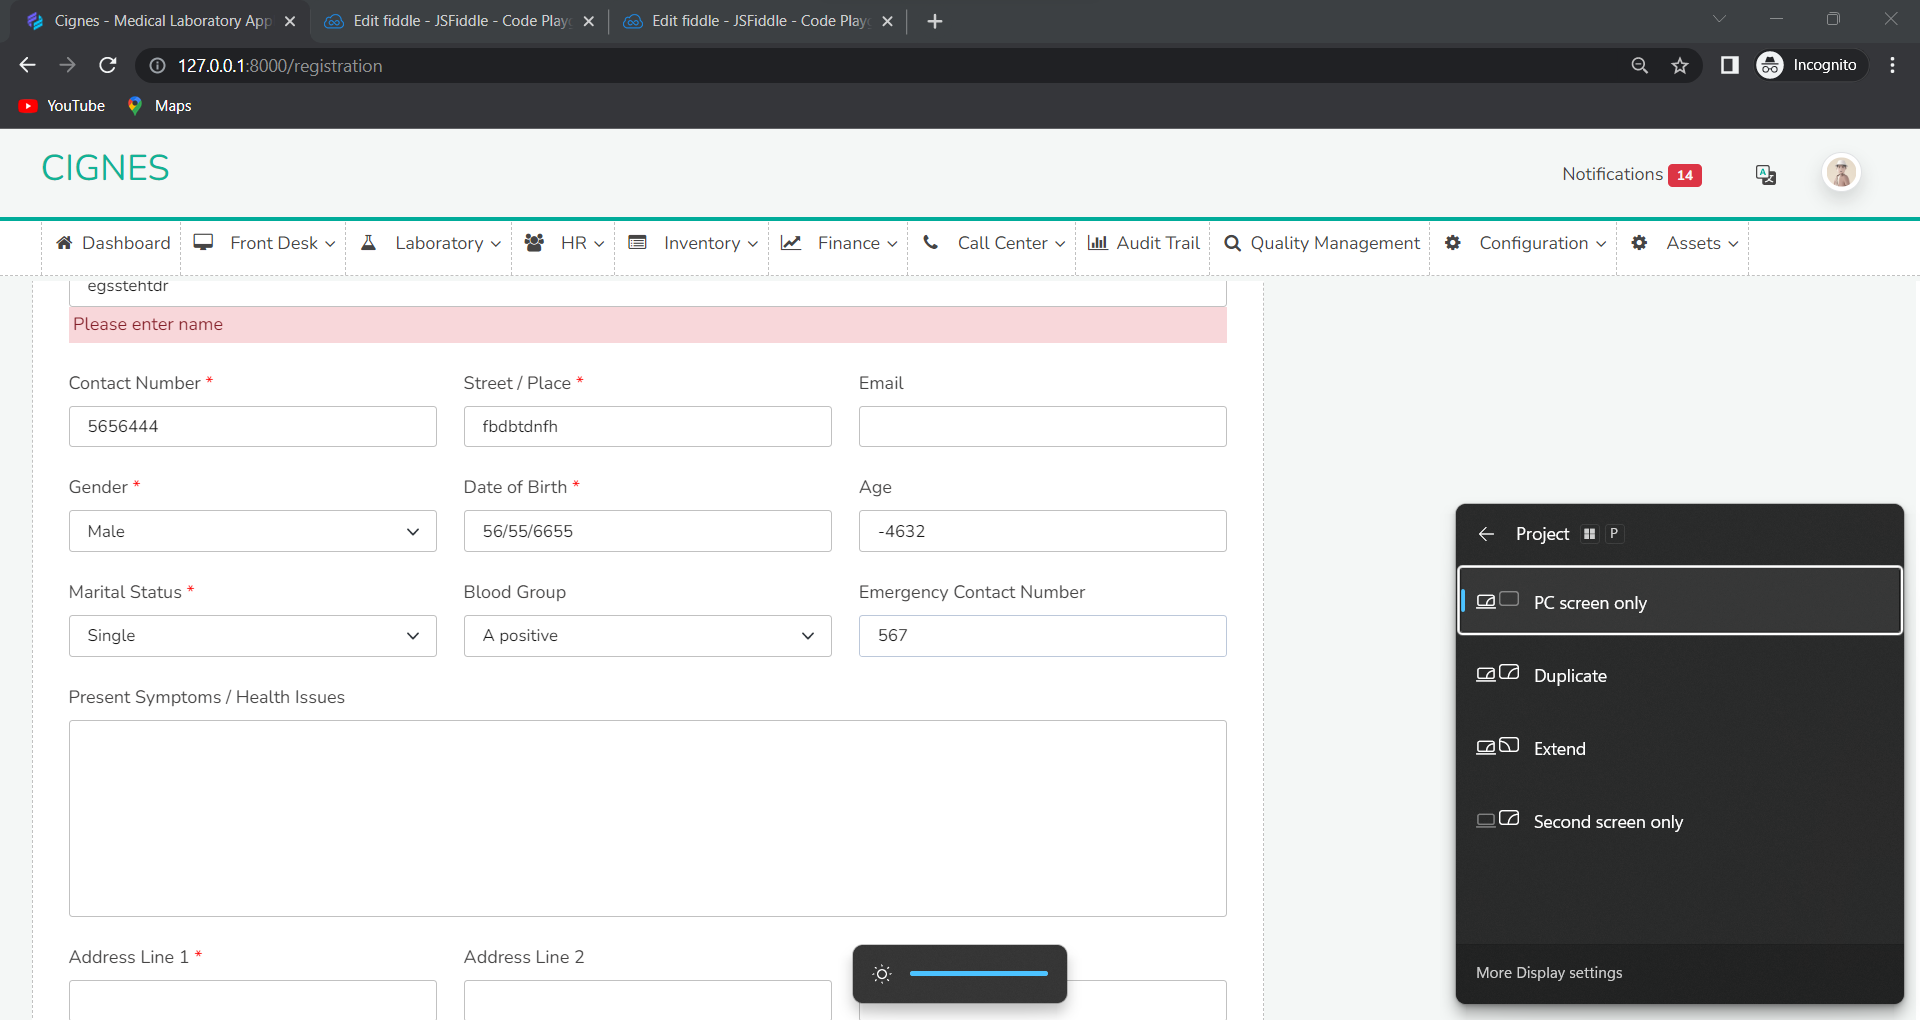 Cignes - Medical Laboratory App
Edit fiddle - JSFiddle - Code Play
Edit fiddle - JSFiddle - Code Play
127.0.0.1:8000/registration
Incognito
YouTube
Maps
CIGNES
Notifications 14
Dashboard
Front Desk
Laboratory
HR
Inventory
Finance
Call Center
Audit Trail
Quality Management
Configuration
Assets
egsstehtdr
Please enter name
Contact Number *
Street / Place *
Email
5656444
fbdbtdnfh
Gender *
Date of Birth *
Age
Male
56/55/6655
-4632
Marital Status *
Blood Group
Emergency Contact Number
Single
A positive
567
Present Symptoms / Health Issues
Address Line 1 *
Address Line 2
Project P
PC screen only
Duplicate
Extend
Second screen only
More Display settings